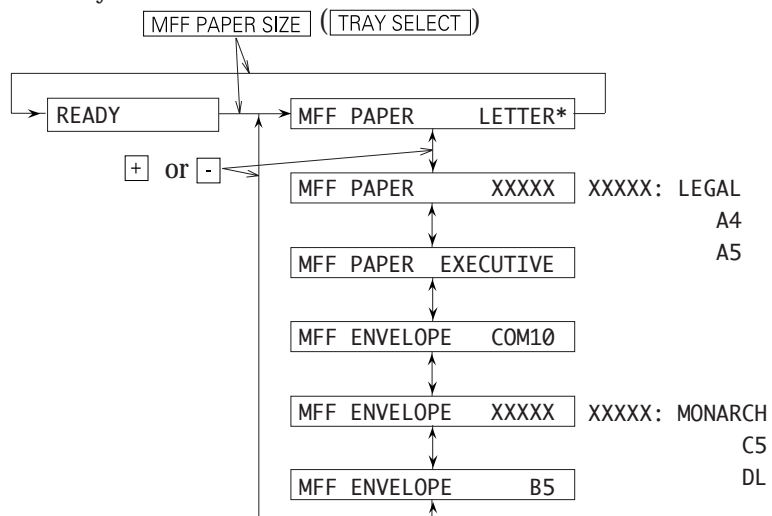 MFF PAPER SIZE (TRAY SELECT)
READY
MFF PAPER LETTER*
+ or -
MFF PAPER XXXXX XXXXX: LEGAL
A4
A5
MFF PAPER EXECUTIVE
MFF ENVELOPE COM10
MFF ENVELOPE XXXXX XXXXX: MONARCH
C5
DL
MFF ENVELOPE B5